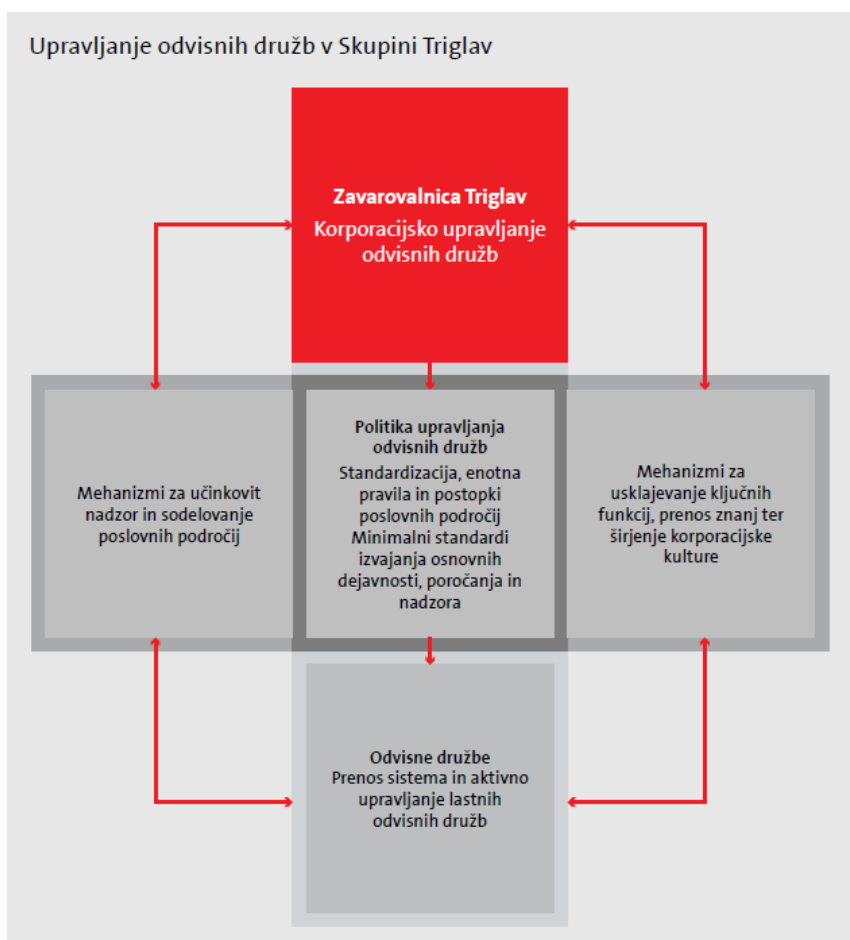 Upravljanje odvisnih družb v Skupini Triglav
Zavarovalnica Triglav
Korporacijsko upravljanje
odvisnih družb
Mehanizmi za učinkovit
nadzor in sodelovanje
poslovnih področij
Politika upravljanja
odvisnih družb
Standardizacija, enotna
pravila in postopki
poslovnih področij
Minimalni standardi
izvajanja osnovnih
dejavnosti, poročanja in
nadzora
Mehanizmi za
usklajevanje ključnih
funkcij, prenos znanj ter
širjenje korporacijske
kulture
Odvisne družbe
Prenos sistema in aktivno
upravljanje lastnih
odvisnih družb